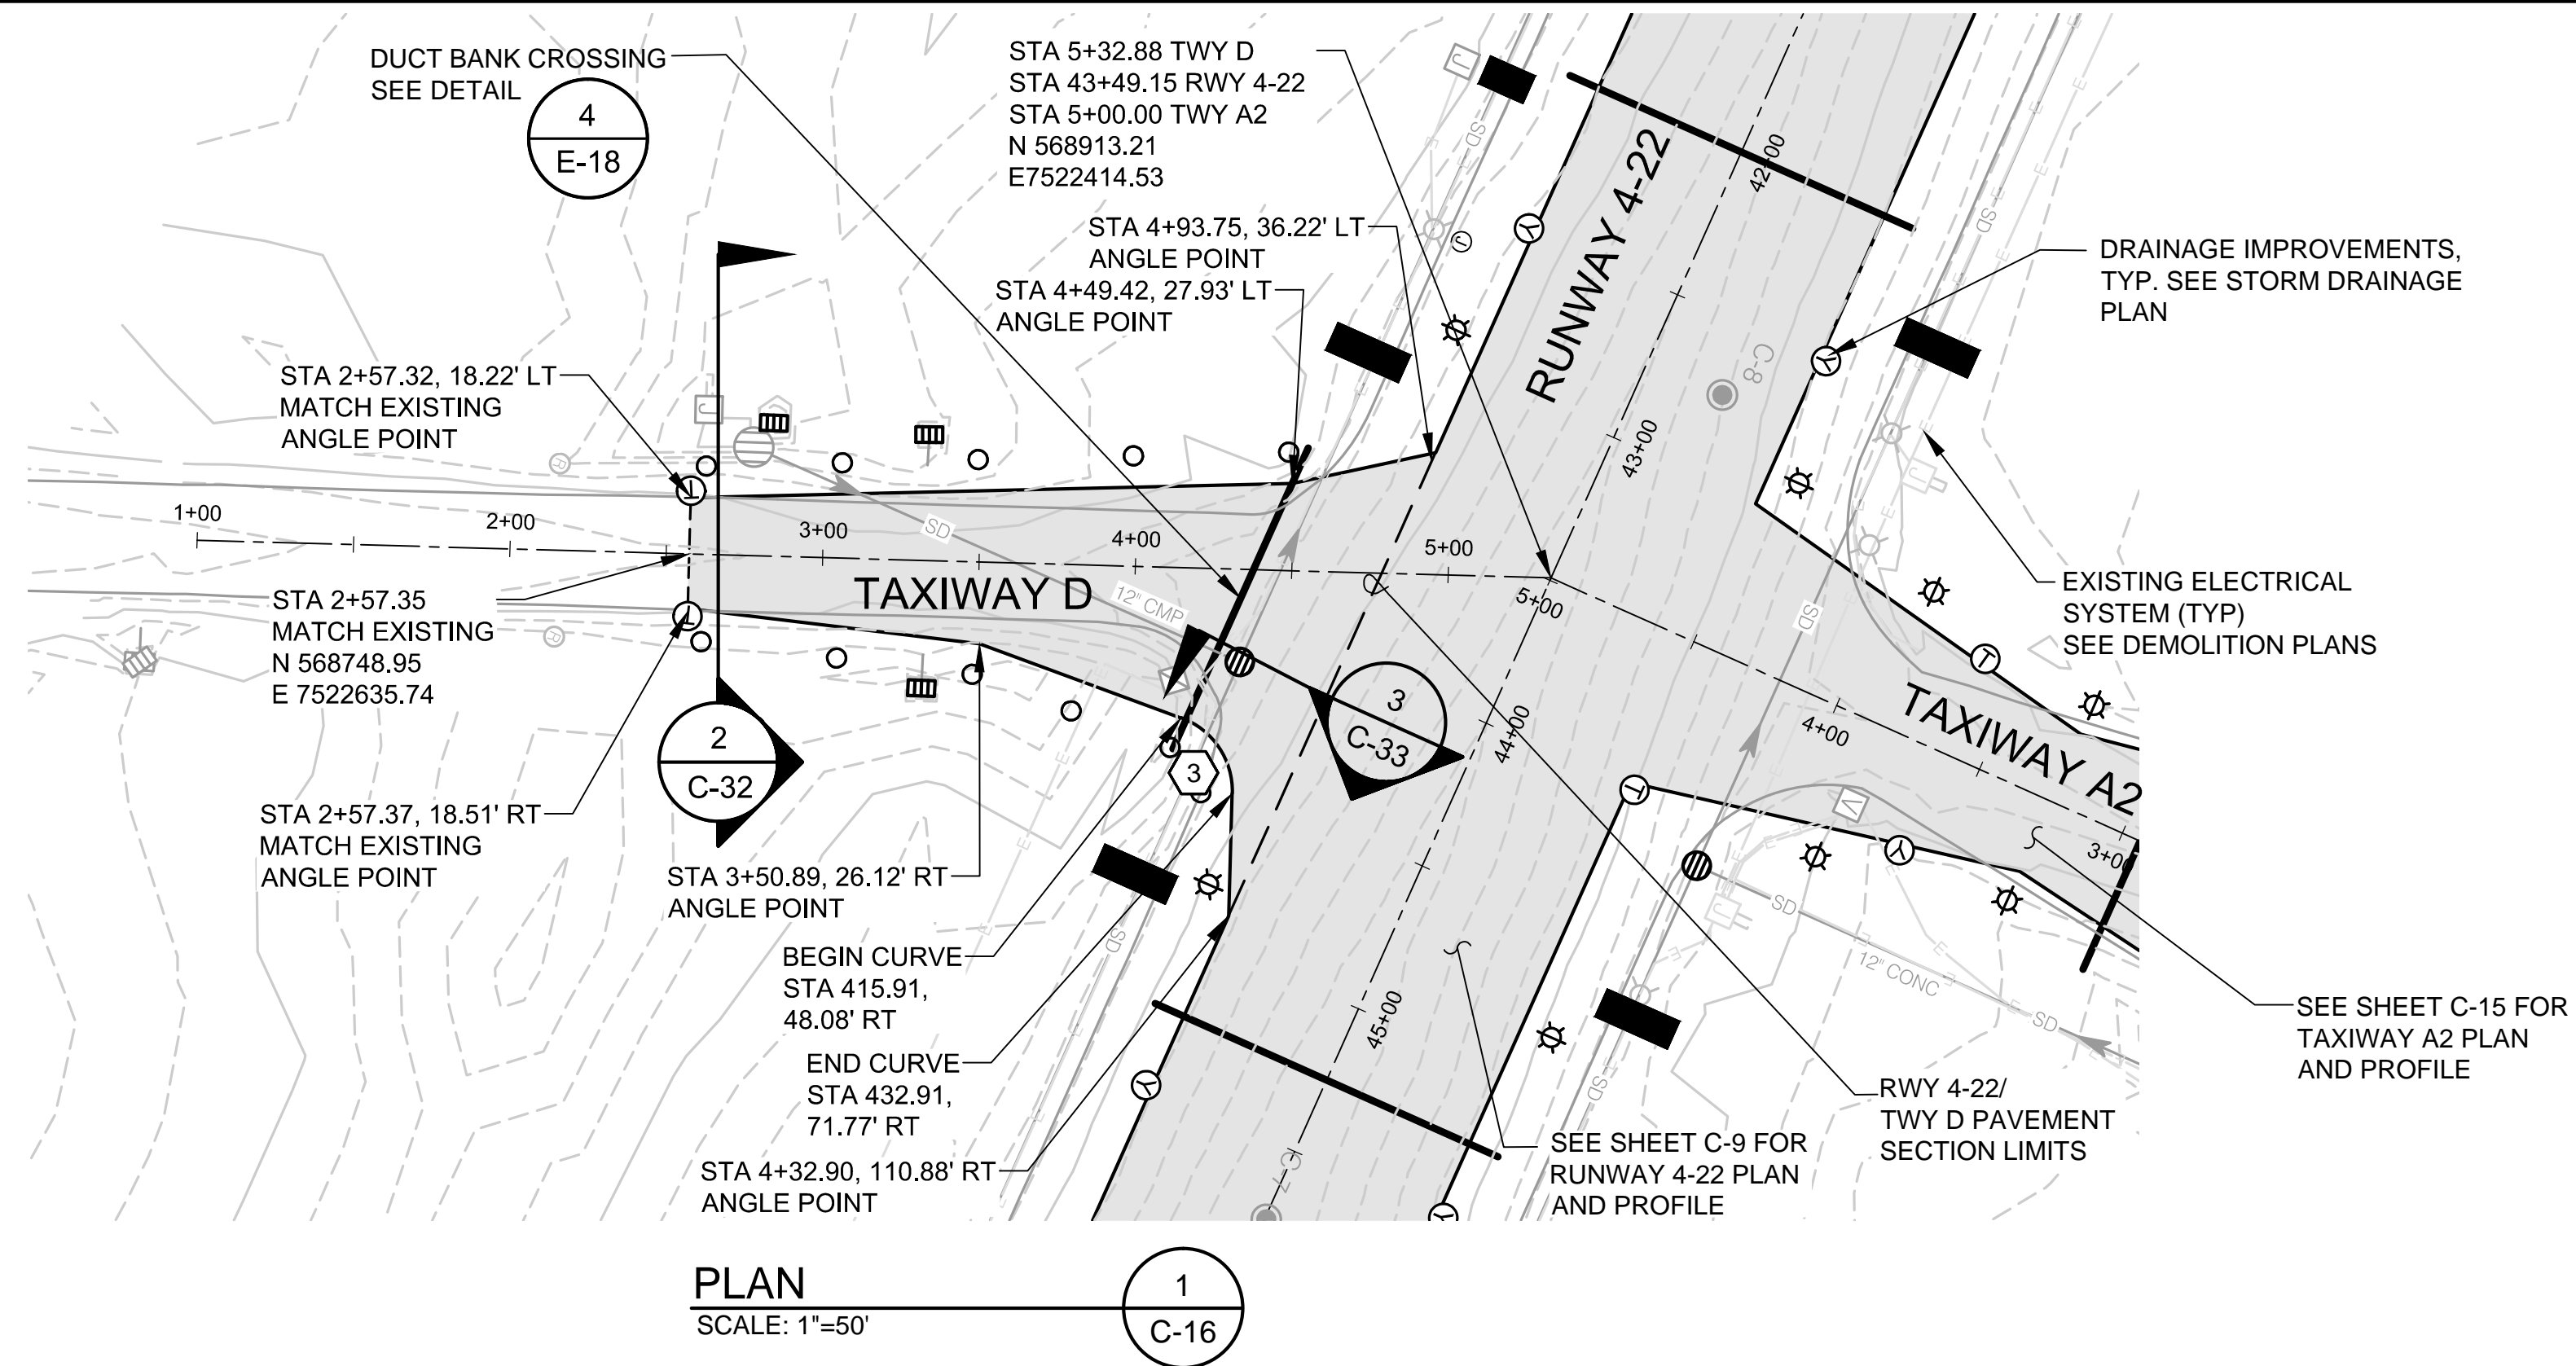 DUCT BANK CROSSING
SEE DETAIL
4
E-18
STA 5+32.88 TWY D
STA 43+49.15 RWY 4-22
STA 5+00.00 TWY A2
N 568913.21
E7522414.53
STA 4+93.75, 36.22' LT
ANGLE POINT
STA 4+49.42, 27.93' LT
ANGLE POINT
DRAINAGE IMPROVEMENTS,
TYP. SEE STORM DRAINAGE
PLAN
STA 2+57.32, 18.22' LT
MATCH EXISTING
ANGLE POINT
RUNWAY 4-22
42+00
43+00
44+00
45+00
C-8
1+00
2+00
3+00
4+00
5+00
TAXIWAY D
12" CMP
SD
SD
SD
SD
SD
SD
SD
SD
SD
J
J
J
J
J
R
R
V
E
E
E
E
T
T
T
T
Y
Y
Y
Y
Y
5+00
4+00
3+00
TAXIWAY A2
EXISTING ELECTRICAL
SYSTEM (TYP)
SEE DEMOLITION PLANS
STA 2+57.35
MATCH EXISTING
N 568748.95
E 7522635.74
2
C-32
3
C-33
3
STA 2+57.37, 18.51' RT
MATCH EXISTING
ANGLE POINT
STA 3+50.89, 26.12' RT
ANGLE POINT
BEGIN CURVE
STA 415.91,
48.08' RT
END CURVE
STA 432.91,
71.77' RT
STA 4+32.90, 110.88' RT
ANGLE POINT
12" CONC
SEE SHEET C-15 FOR
TAXIWAY A2 PLAN
AND PROFILE
RWY 4-22/
TWY D PAVEMENT
SECTION LIMITS
SEE SHEET C-9 FOR
RUNWAY 4-22 PLAN
AND PROFILE
PLAN
SCALE: 1"=50'
1
C-16